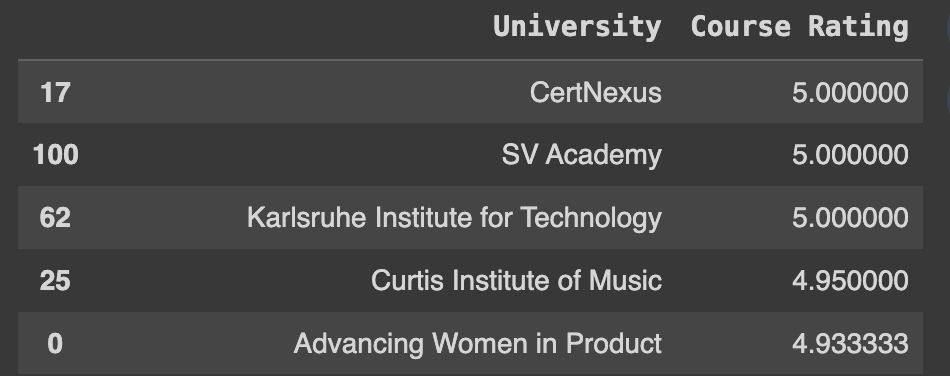 University Course Rating
17 CertNexus 5.000000
100 SV Academy 5.000000
62 Karlsruhe Institute for Technology 5.000000
25 Curtis Institute of Music 4.950000
0 Advancing Women in Product 4.933333